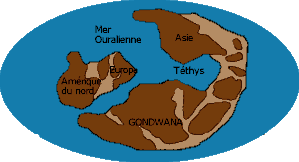 Mer
Ouralienne
Asie
Europe
Téthys
Amérique
du nord
GONDWANA